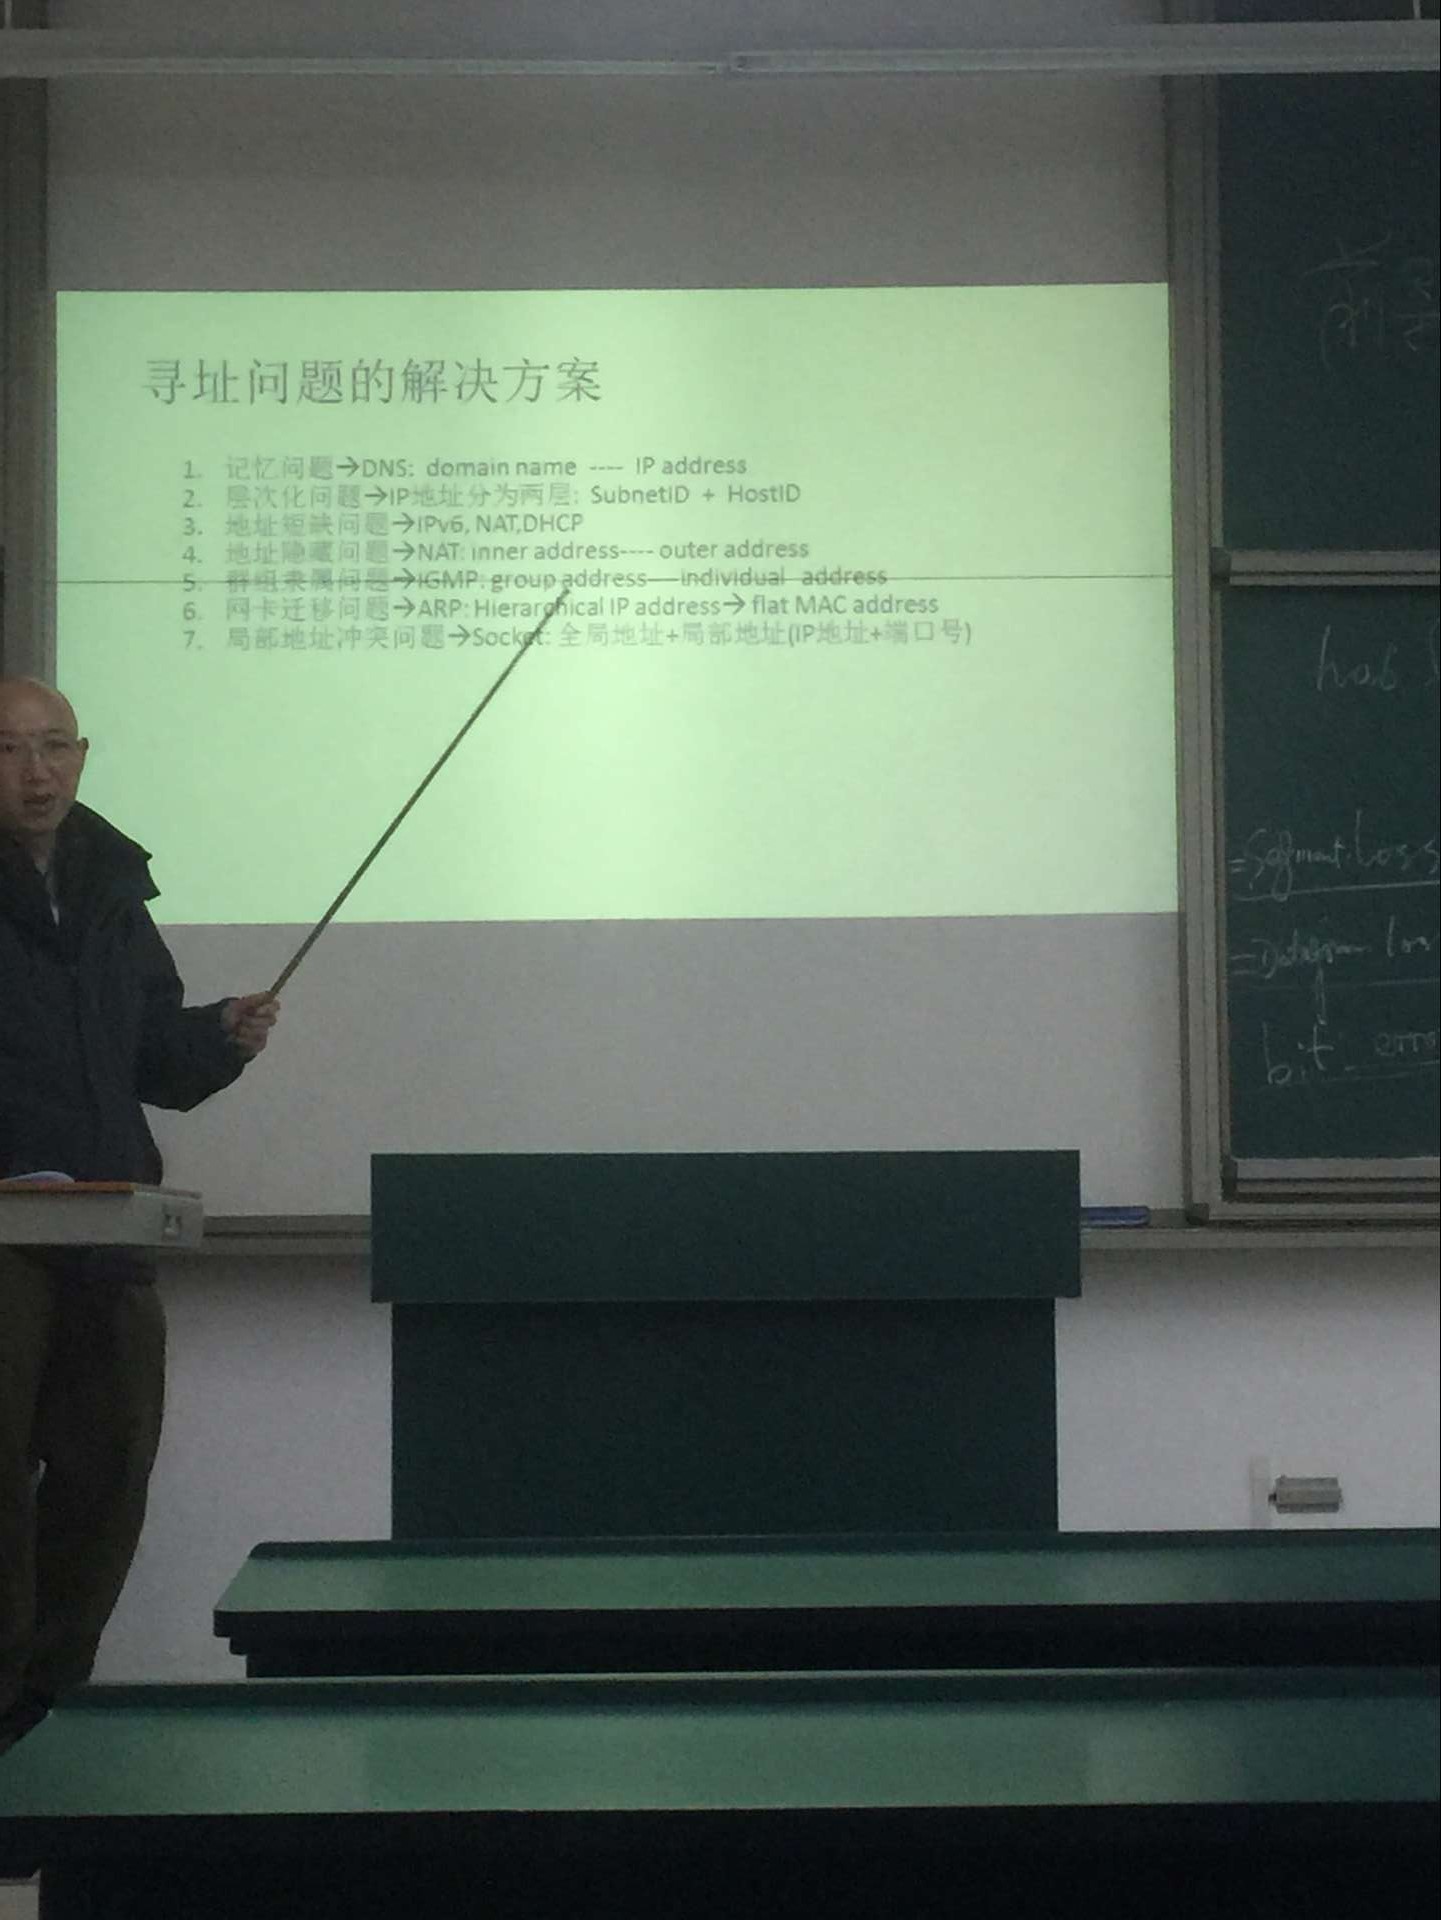 寻址问题的解决方案
1. 记忆问题→DNS: domain name ---- IP address
2. 层次化问题→IP地址分为两层: SubnetID + HostID
3. 地址短缺问题→IPv6, NAT,DHCP
4. 地址隐藏问题→NAT: inner address---- outer address
5. 群组隶属问题→IGMP: group address----individual address
6. 网卡迁移问题→ARP: Hierarchical IP address→ flat MAC address
7. 局部地址冲突问题→Socket: 全局地址+局部地址(IP地址+端口号)
=Segment.Loss
=Datagram
bit